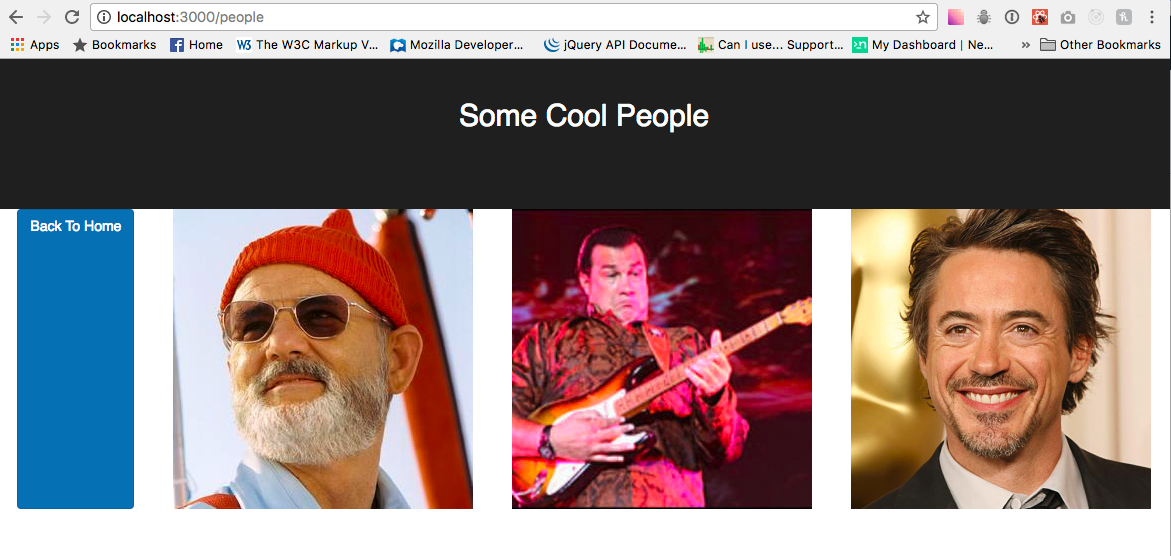 localhost:3000/people
Apps Bookmarks Home The W3C Markup V... Mozilla Developer... jQuery API Docume... Can I use... Support... My Dashboard | Ne... » Other Bookmarks
Some Cool People
Back To Home